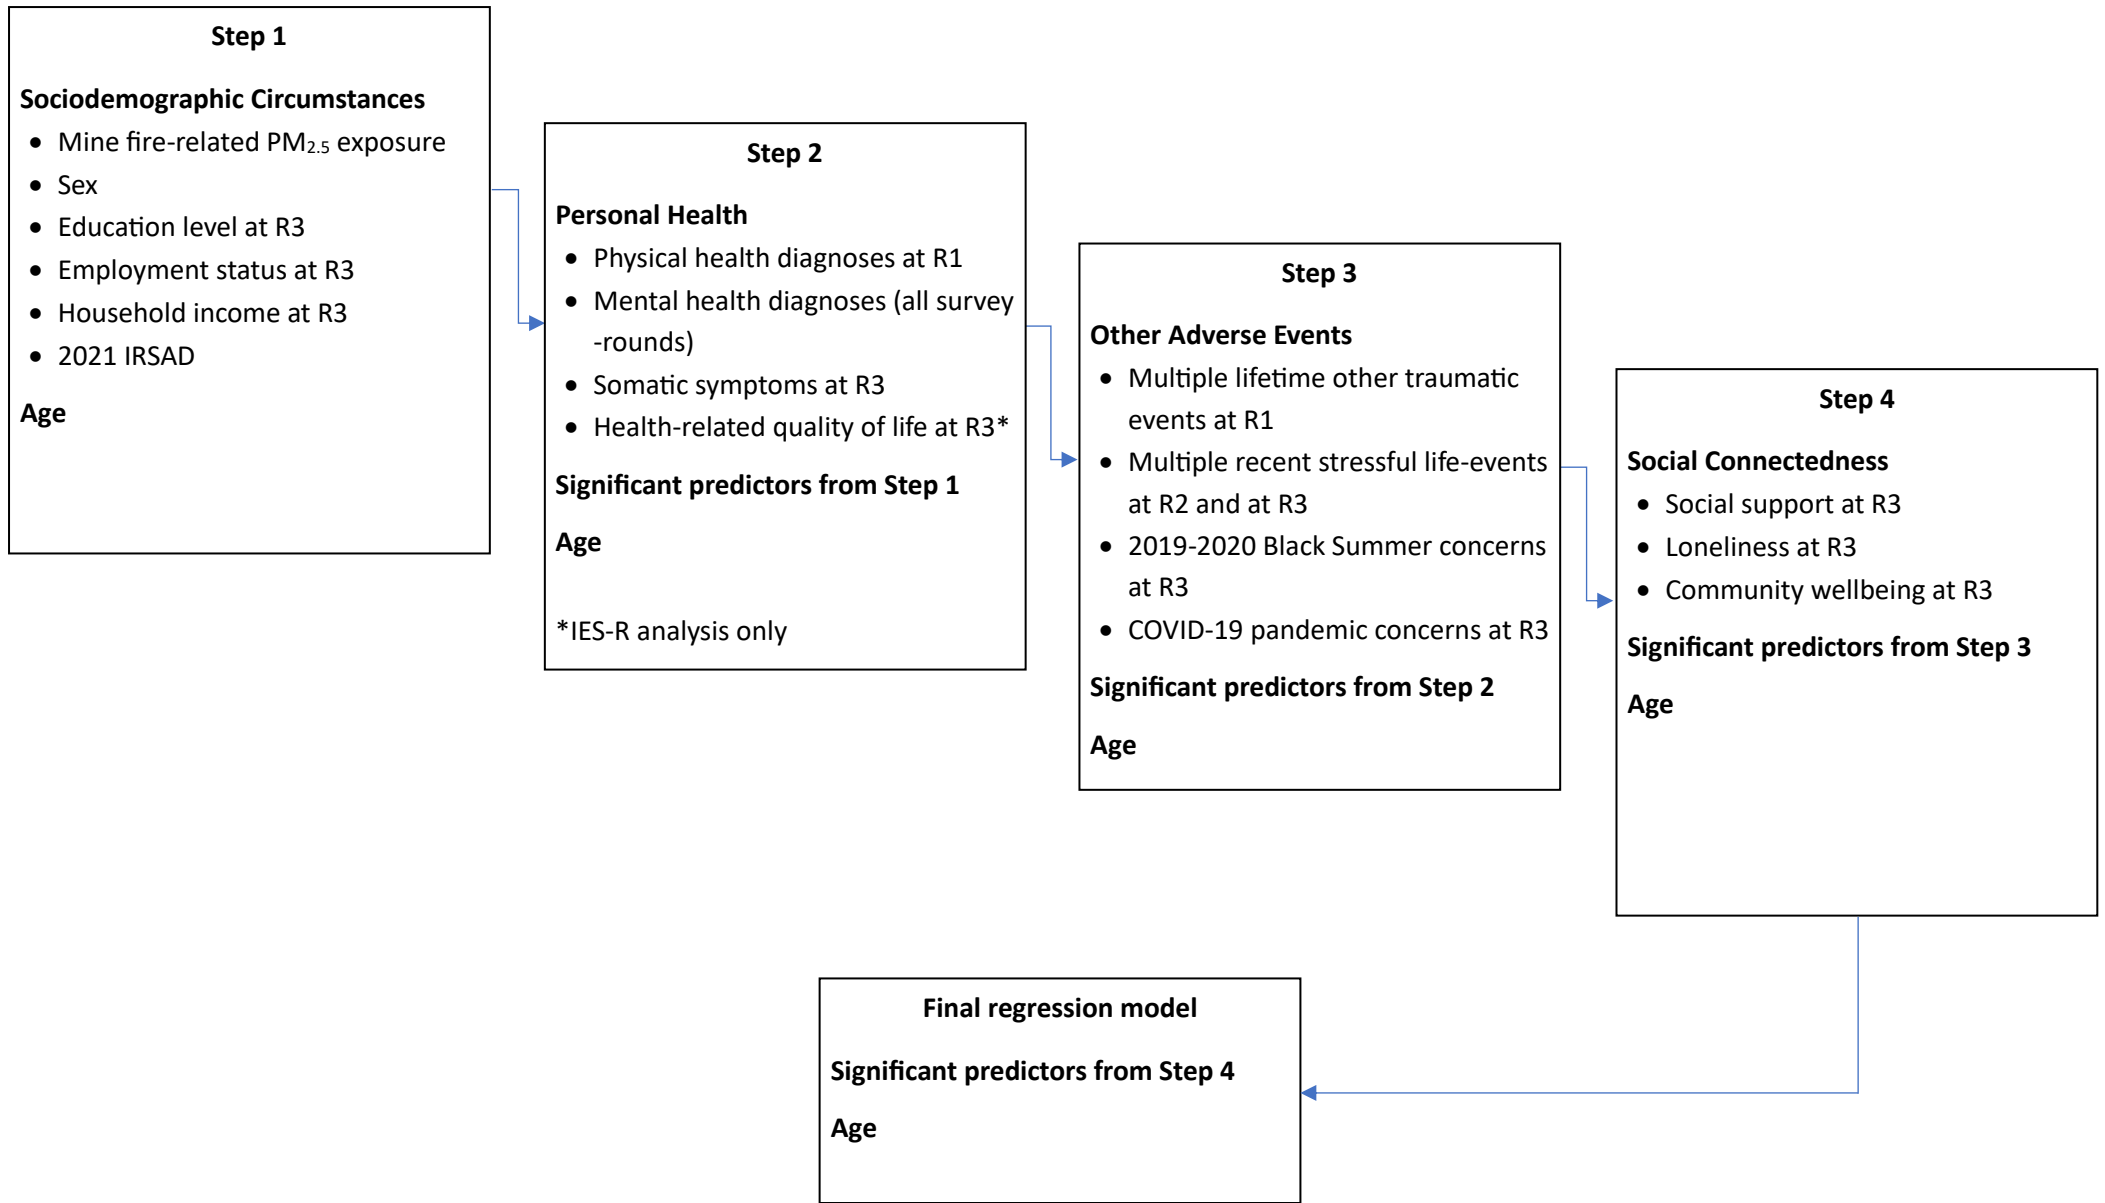 Step 1
Sociodemographic Circumstances
• Mine fire-related PM2.5 exposure
• Sex
• Education level at R3
• Employment status at R3
• Household income at R3
• 2021 IRSAD
Age
Step 2
Personal Health
• Physical health diagnoses at R1
• Mental health diagnoses (all survey
-rounds)
• Somatic symptoms at R3
• Health-related quality of life at R3*
Significant predictors from Step 1
Age
*IES-R analysis only
Step 3
Other Adverse Events
• Multiple lifetime other traumatic
events at R1
• Multiple recent stressful life-events
at R2 and at R3
• 2019-2020 Black Summer concerns
at R3
• COVID-19 pandemic concerns at R3
Significant predictors from Step 2
Age
Step 4
Social Connectedness
• Social support at R3
• Loneliness at R3
• Community wellbeing at R3
Significant predictors from Step 3
Age
Final regression model
Significant predictors from Step 4
Age